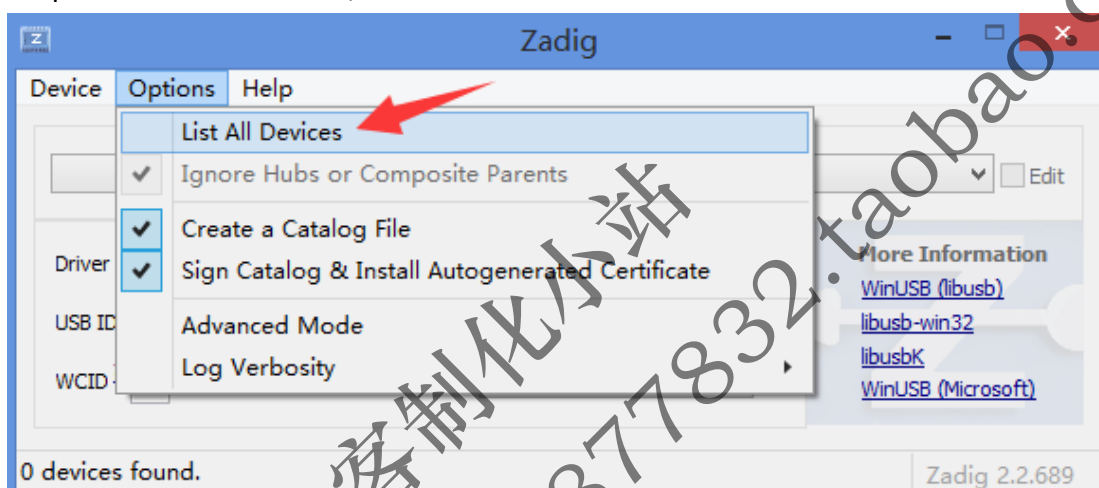 Zadig
Device Options Help
List All Devices
Ignore Hubs or Composite Parents
Edit
Create a Catalog File
Sign Catalog & Install Autogenerated Certificate
Driver
More Information
WinUSB (libusb)
USB ID
Advanced Mode
libusb-win32
Log Verbosity
libusbK
WCID
WinUSB (Microsoft)
0 devices found.
Zadig 2.2.689
客制化小站
377832.taobao.c